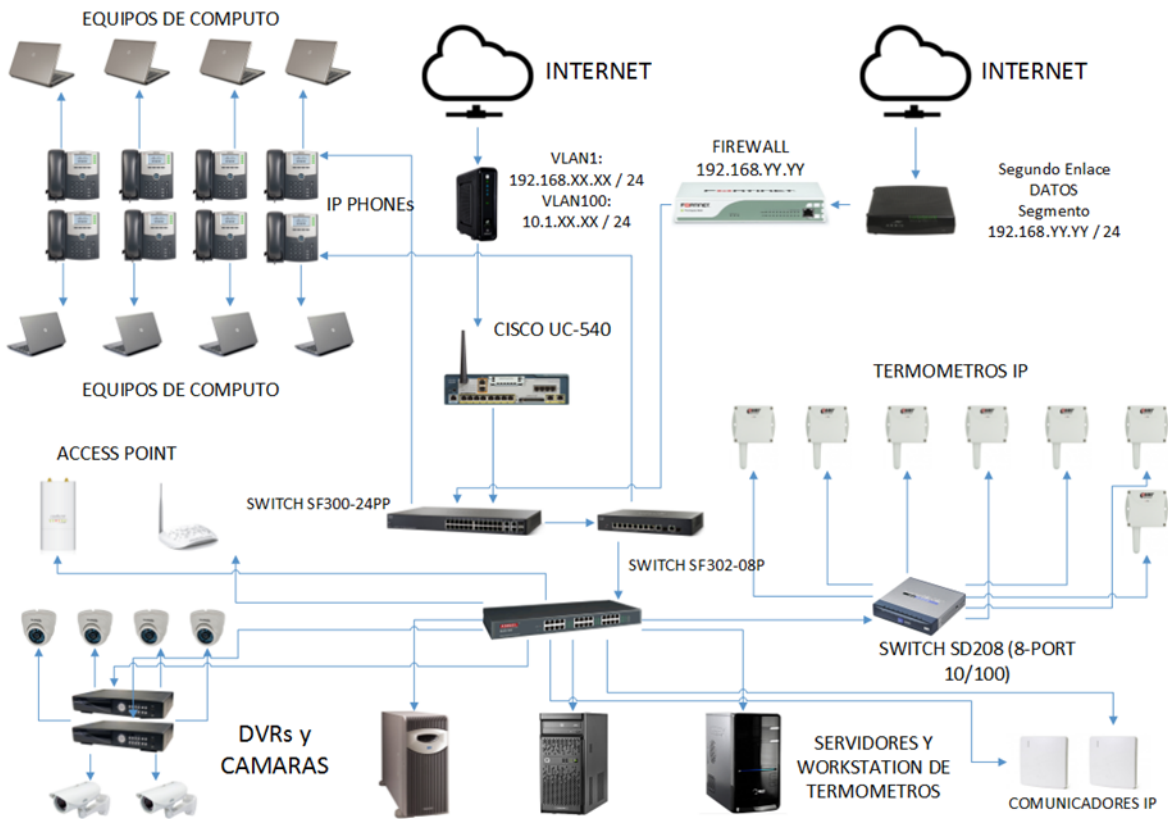 EQUIPOS DE COMPUTO
INTERNET
INTERNET
VLAN1:
192.168.XX.XX / 24
VLAN100:
10.1.XX.XX / 24
FIREWALL
192.168.YY.YY
FORTINET
Segundo Enlace
DATOS
Segmento
192.168.YY.YY / 24
IP PHONEs
CISCO UC-540
EQUIPOS DE COMPUTO
TERMOMETROS IP
ACCESS POINT
SWITCH SF300-24PP
SWITCH SF302-08P
SWITCH SD208 (8-PORT
10/100)
DVRs y
CAMARAS
SERVIDORES Y
WORKSTATION DE
TERMOMETROS
COMUNICADORES IP